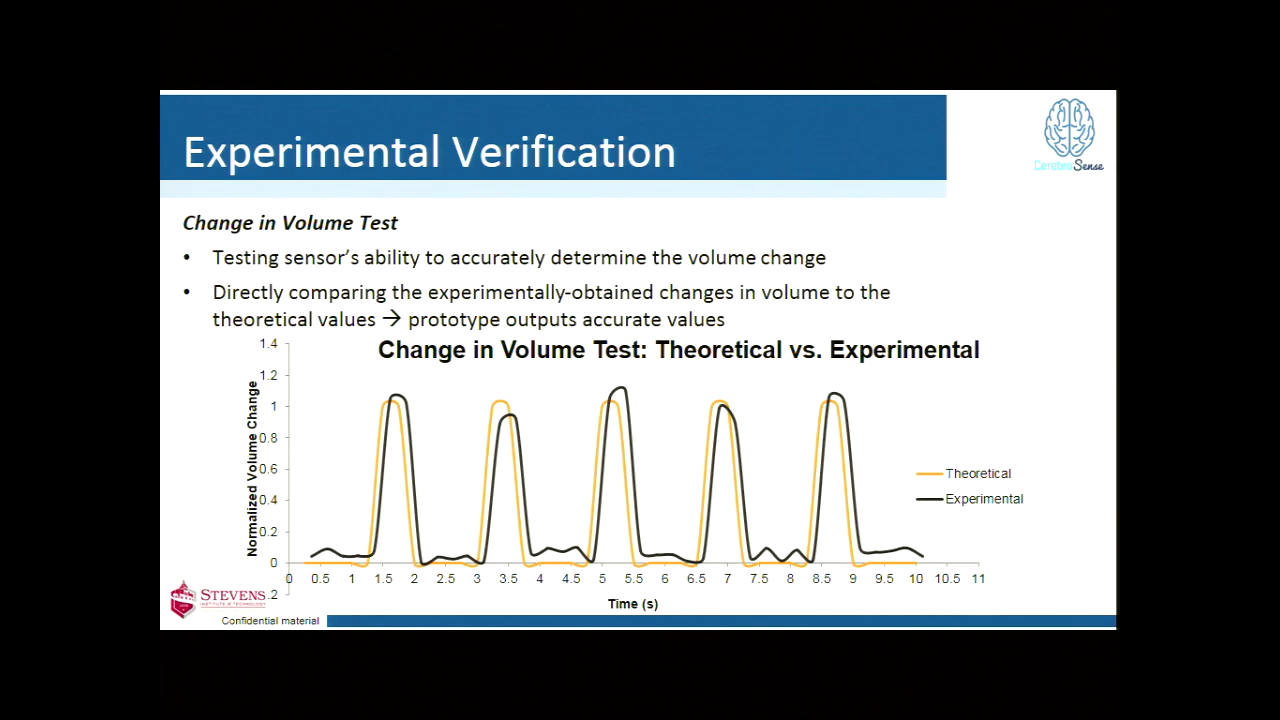 Experimental Verification
CerebroSense
Change in Volume Test
• Testing sensor's ability to accurately determine the volume change
• Directly comparing the experimentally-obtained changes in volume to the
theoretical values → prototype outputs accurate values
Change in Volume Test: Theoretical vs. Experimental
Normalized Volume Change
1.4
1.2
1
0.8
0.6
0.4
0.2
0
.2
0 0.5 1 1.5 2 2.5 3 3.5 4 4.5 5 5.5 6 6.5 7 7.5 8 8.5 9 9.5 10 10.5 11
Time (s)
Theoretical
Experimental
STEVENS
INSTITUTE of TECHNOLOGY
Confidential material